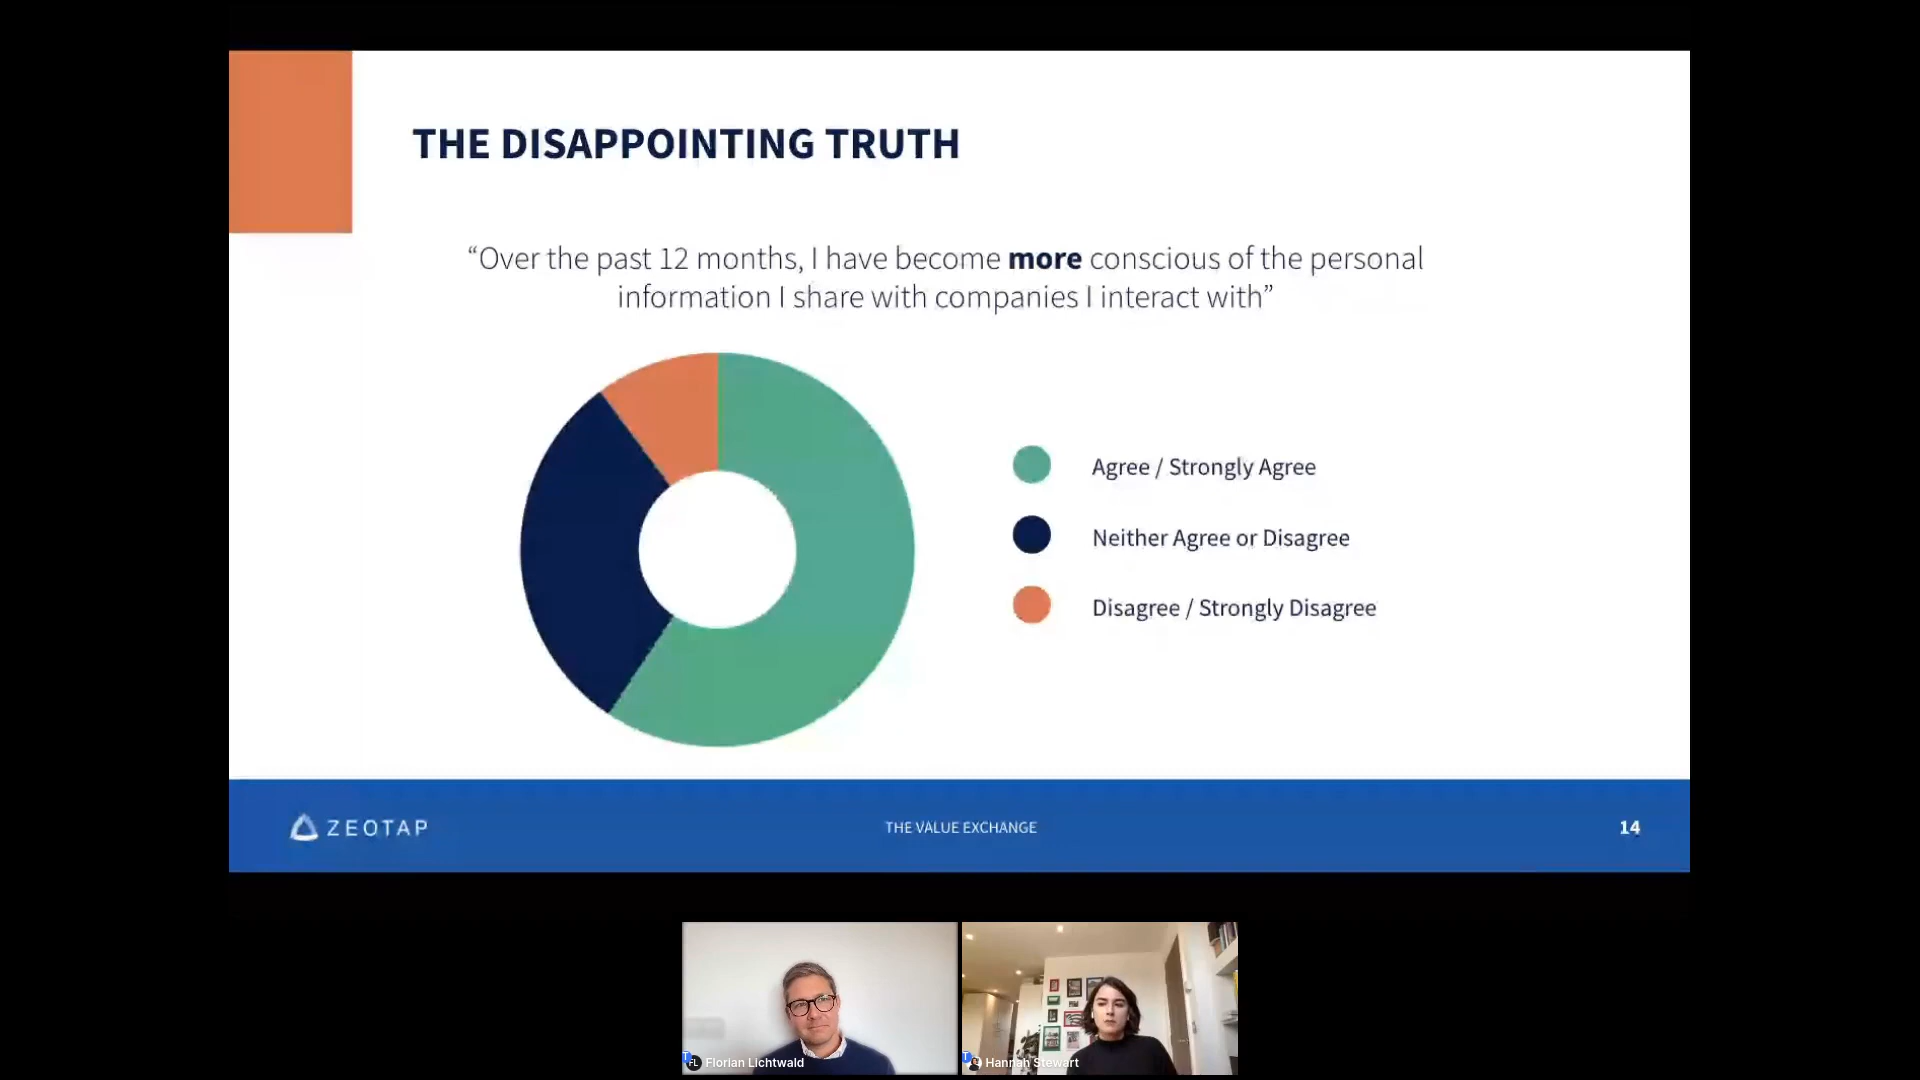 THE DISAPPOINTING TRUTH
“Over the past 12 months, I have become more conscious of the personal
information I share with companies I interact with”
Agree / Strongly Agree
Neither Agree or Disagree
Disagree / Strongly Disagree
ZEOTAP
THE VALUE EXCHANGE
14
FL Florian Lichtwald
Hannah Stewart